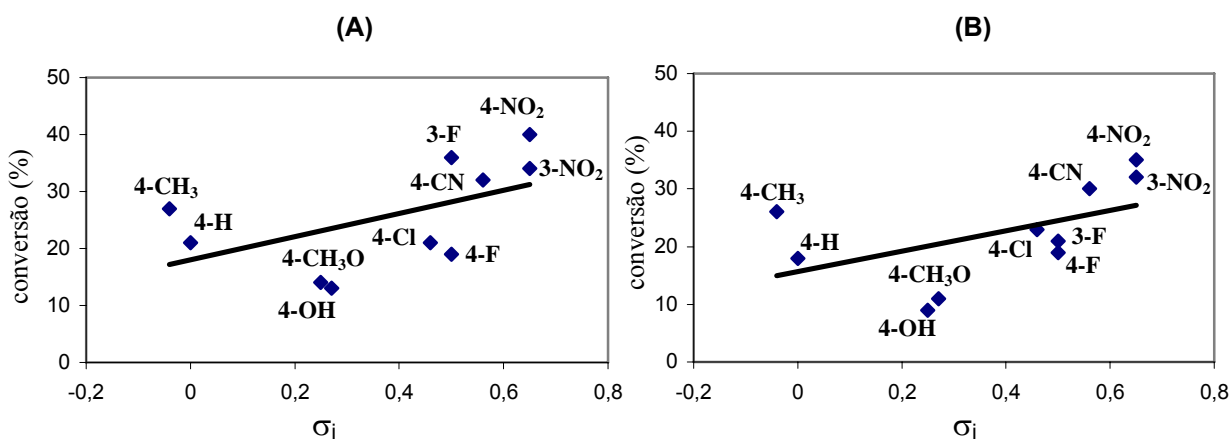 (A)
50
40
30
20
10
0
conversão (%)
4-NO₂
3-F
4-CN
3-NO₂
4-CH₃
4-H
4-Cl
4-F
4-CH₃O
4-OH
-0,2
0
0,2
0,4
0,6
0,8
σᵢ
(B)
50
40
30
20
10
0
conversão (%)
4-NO₂
4-CN
3-NO₂
4-CH₃
4-H
4-Cl
3-F
4-F
4-CH₃O
4-OH
-0,2
0
0,2
0,4
0,6
0,8
σᵢ